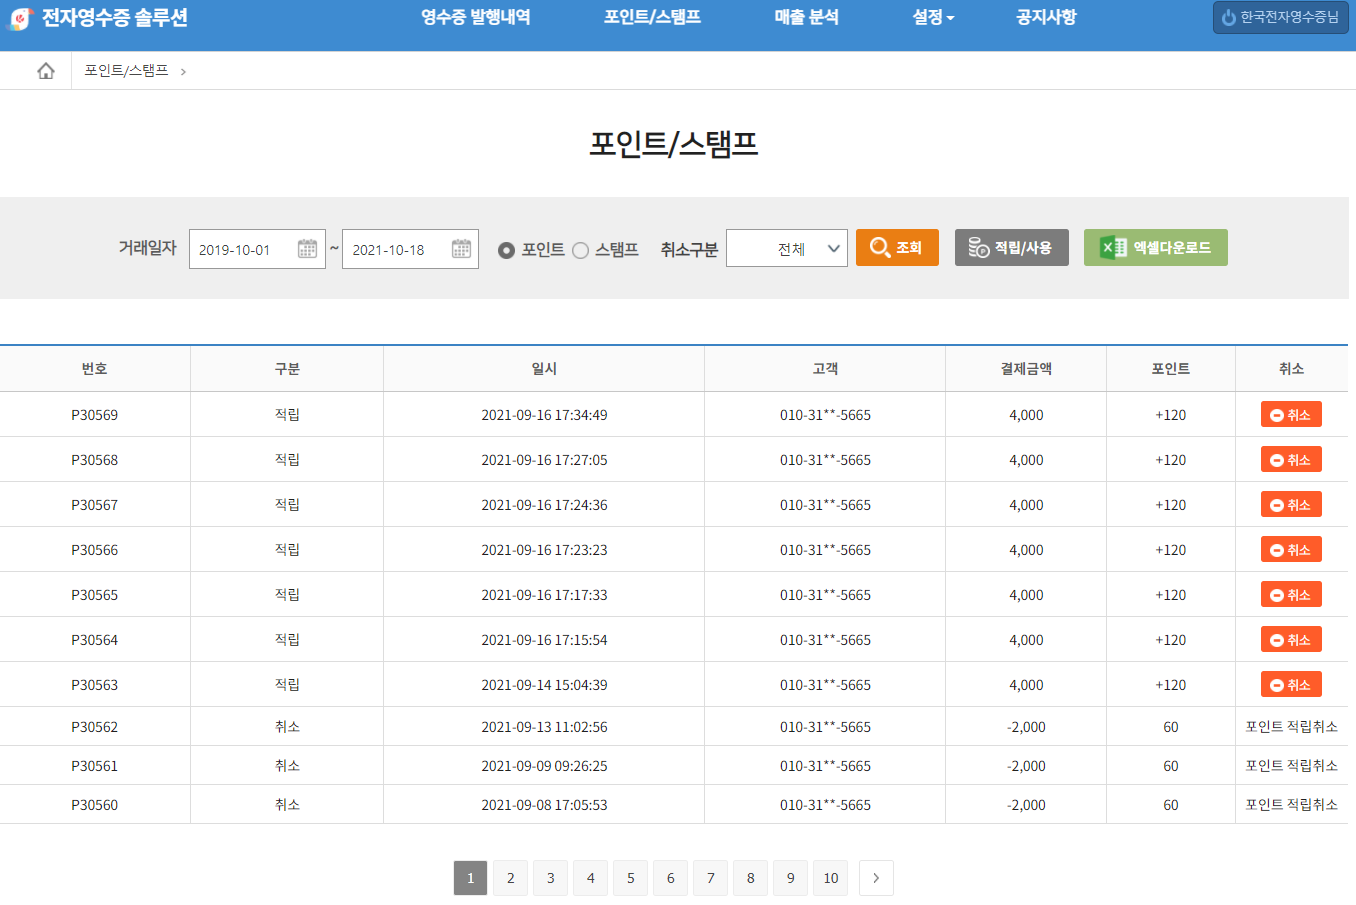 전자영수증 솔루션 영수증 발행내역 포인트/스탬프 매출 분석 설정 공지사항 한국전자영수증님
포인트/스탬프 >
포인트/스탬프
거래일자 2019-10-01 ~ 2021-10-18 포인트 스탬프 취소구분 전체 조회 적립/사용 엑셀다운로드
번호 구분 일시 고객 결제금액 포인트 취소
P30569 적립 2021-09-16 17:34:49 010-31**-5665 4,000 +120 취소
P30568 적립 2021-09-16 17:27:05 010-31**-5665 4,000 +120 취소
P30567 적립 2021-09-16 17:24:36 010-31**-5665 4,000 +120 취소
P30566 적립 2021-09-16 17:23:23 010-31**-5665 4,000 +120 취소
P30565 적립 2021-09-16 17:17:33 010-31**-5665 4,000 +120 취소
P30564 적립 2021-09-16 17:15:54 010-31**-5665 4,000 +120 취소
P30563 적립 2021-09-14 15:04:39 010-31**-5665 4,000 +120 취소
P30562 취소 2021-09-13 11:02:56 010-31**-5665 -2,000 60 포인트 적립취소
P30561 취소 2021-09-09 09:26:25 010-31**-5665 -2,000 60 포인트 적립취소
P30560 취소 2021-09-08 17:05:53 010-31**-5665 -2,000 60 포인트 적립취소
1 2 3 4 5 6 7 8 9 10 >